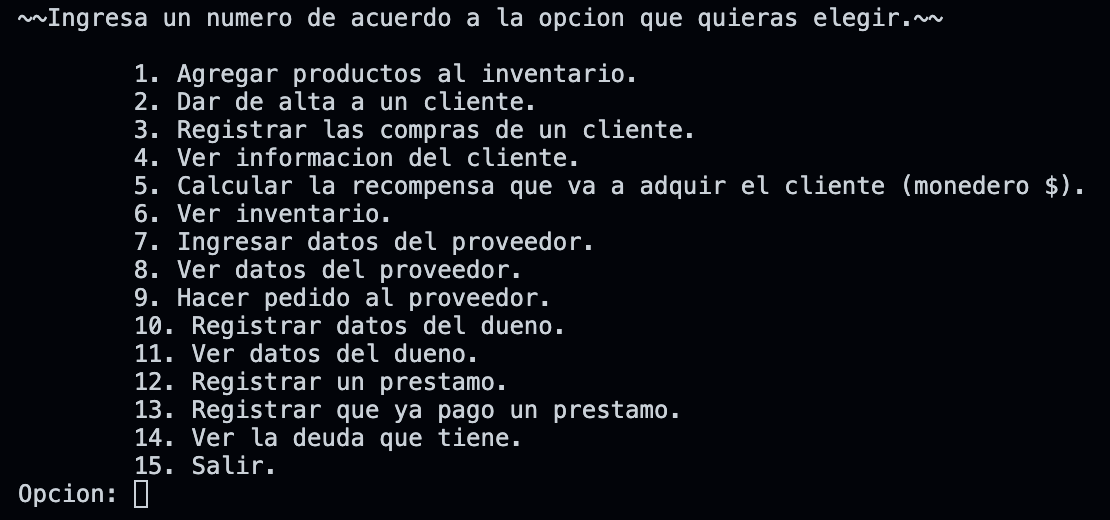 ~~Ingresa un numero de acuerdo a la opcion que quieras elegir.~~
1. Agregar productos al inventario.
2. Dar de alta a un cliente.
3. Registrar las compras de un cliente.
4. Ver informacion del cliente.
5. Calcular la recompensa que va a adquir el cliente (monedero $).
6. Ver inventario.
7. Ingresar datos del proveedor.
8. Ver datos del proveedor.
9. Hacer pedido al proveedor.
10. Registrar datos del dueno.
11. Ver datos del dueno.
12. Registrar un prestamo.
13. Registrar que ya pago un prestamo.
14. Ver la deuda que tiene.
15. Salir.
Opcion: